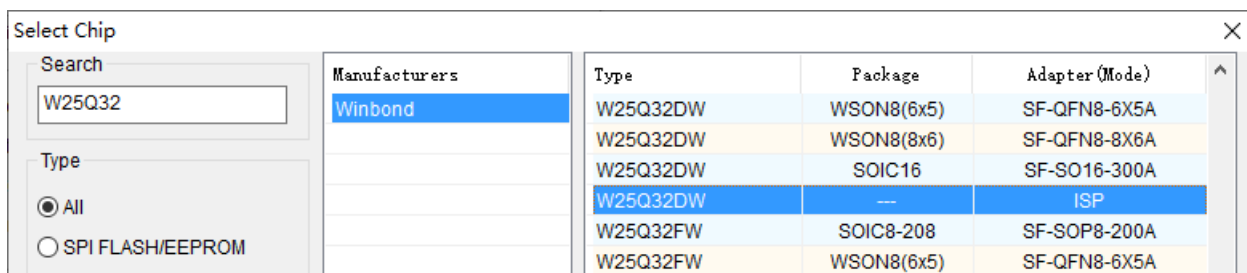 Select Chip
Search
W25Q32
Type
All
SPI FLASH/EEPROM
Manufacturers
Winbond
Type Package Adapter(Mode)
W25Q32DW WSON8(6x5) SF-QFN8-6X5A
W25Q32DW WSON8(8x6) SF-QFN8-8X6A
W25Q32DW SOIC16 SF-SO16-300A
W25Q32DW --- ISP
W25Q32FW SOIC8-208 SF-SOP8-200A
W25Q32FW WSON8(6x5) SF-QFN8-6X5A